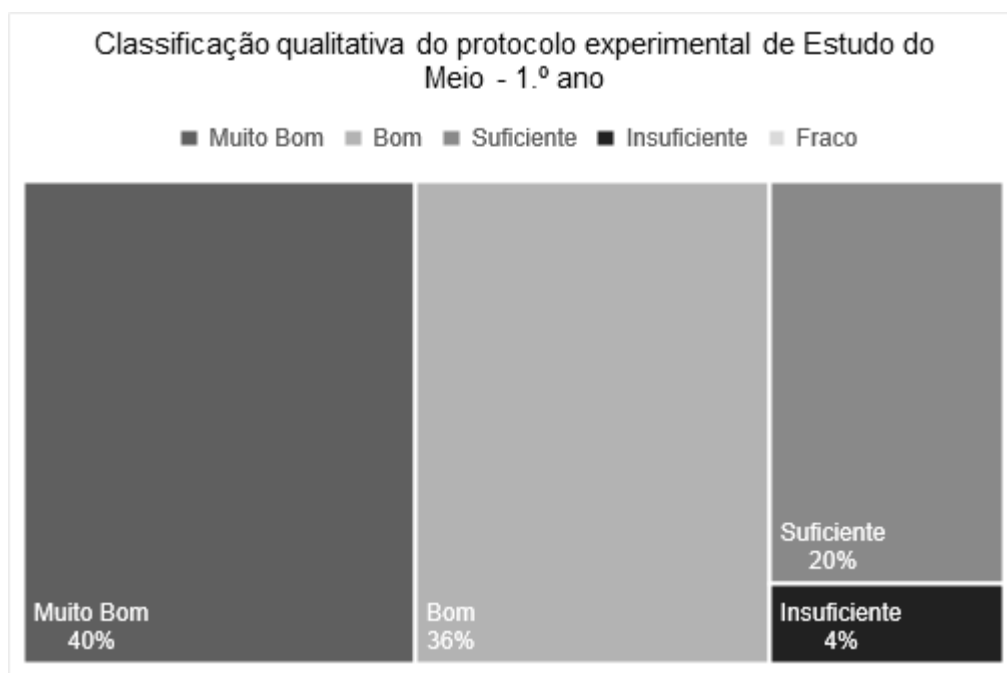 Classificação qualitativa do protocolo experimental de Estudo do
Meio - 1.º ano
Muito Bom Bom Suficiente Insuficiente Fraco
Muito Bom
40%
Bom
36%
Suficiente
20%
Insuficiente
4%